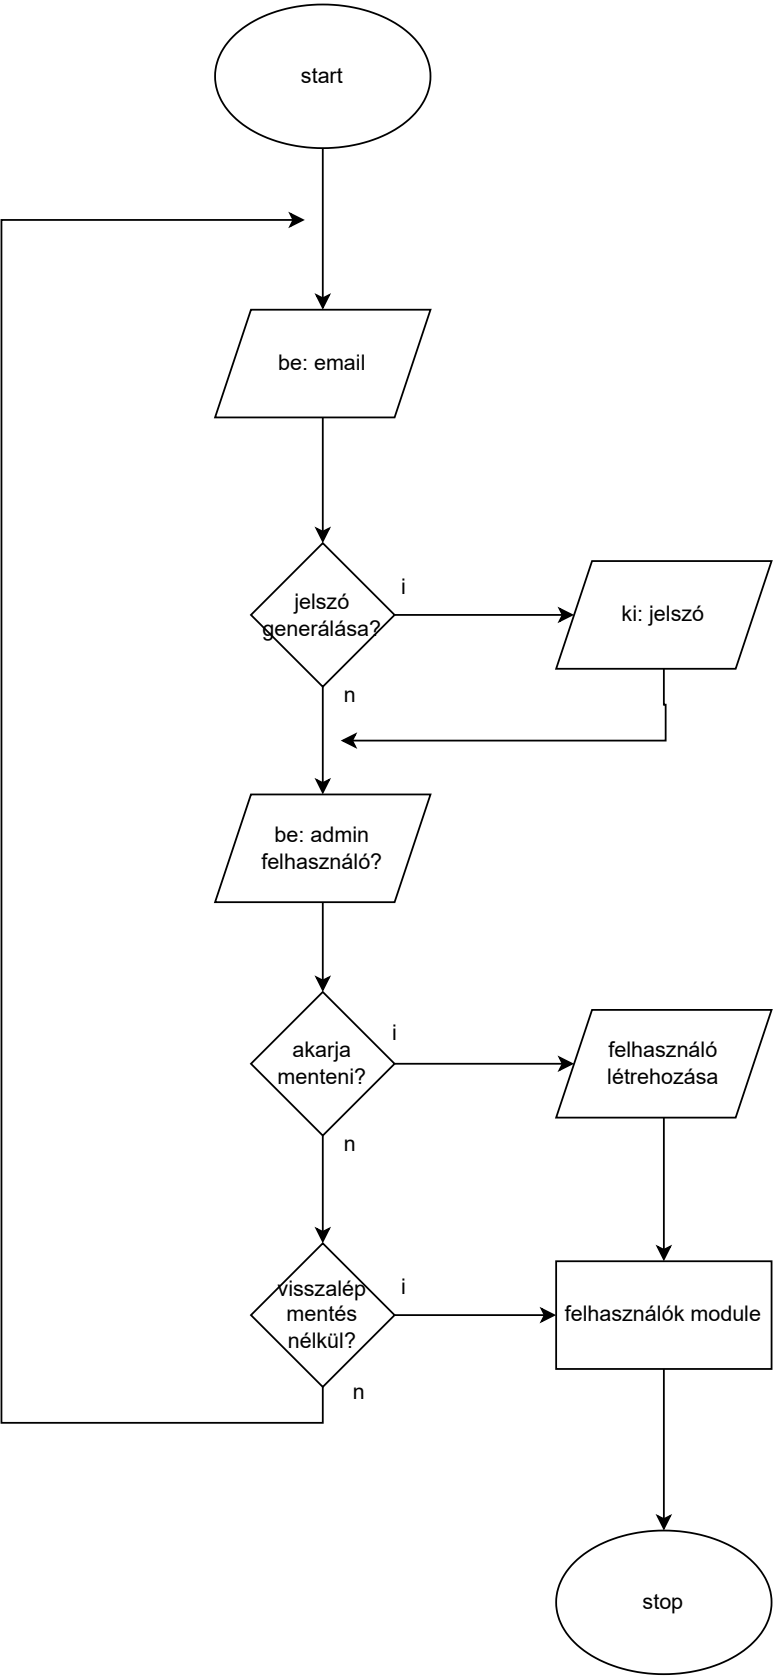 start
be: email
jelszó
generálása?
i
ki: jelszó
n
be: admin
felhasználó?
akarja
menteni?
i
felhasználó
létrehozása
n
visszalép
mentés
nélkül?
i
felhasználók module
n
stop